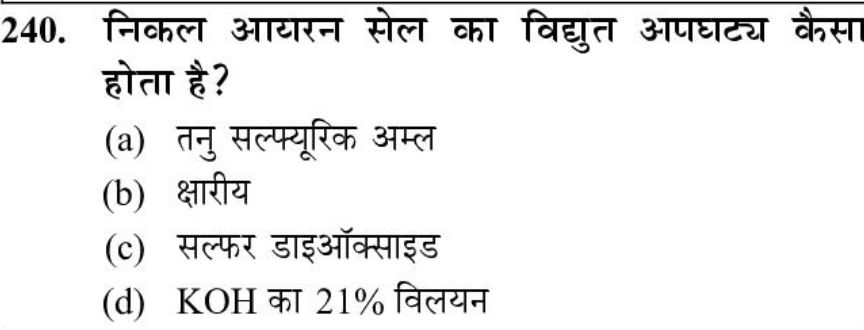 240. निकल आयरन सेल का विद्युत अपघट्य कैसा
होता है?
(a) तनु सल्फ्यूरिक अम्ल
(b) क्षारीय
(c) सल्फर डाइऑक्साइड
(d) KOH का 21% विलयन